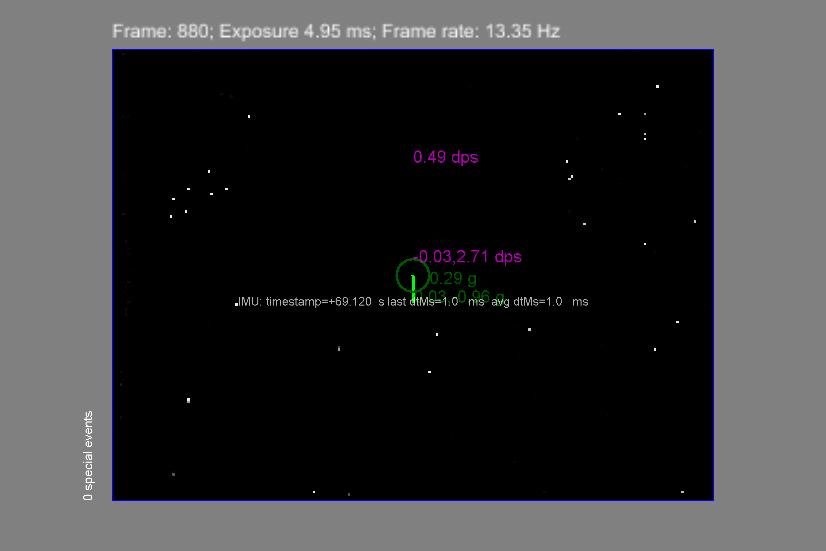 Frame: 880; Exposure 4.95 ms; Frame rate: 13.35 Hz
0.49 dps
-0.03,2.71 dps
0.29 g
IMU: timestamp=+69.120 s last dtMs=1.0 ms avg dtMs=1.0 ms
0 special events